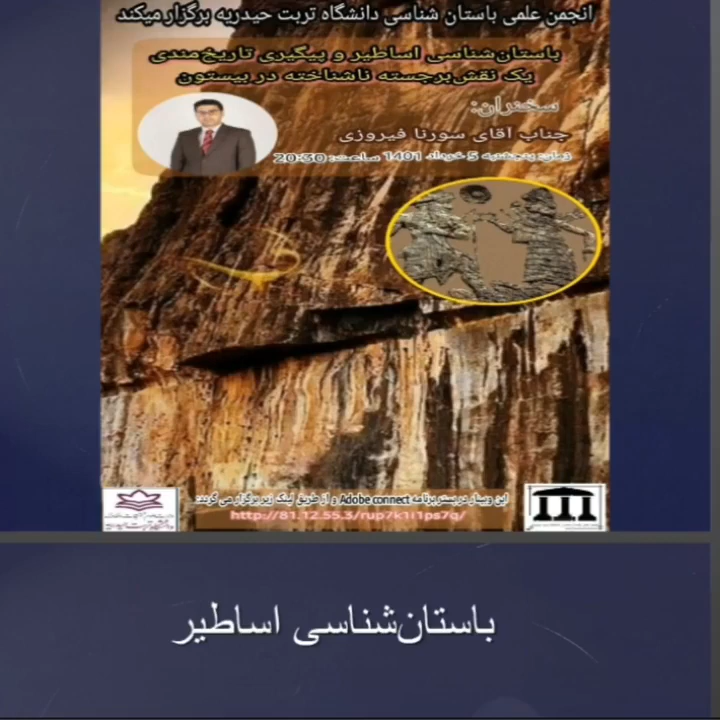 انجمن علمی باستان شناسی دانشگاه تربت حیدریه برگزار میکند
باستان‌شناسی اساطیر و پیگیری تاریخ‌مندی
یک نقش‌برجسته ناشناخته در بیستون
سخنران:
جناب آقای سورنا فیروزی
زمان: پنجشنبه 5 خرداد 1401 ساعت: 20:30
این وبینار در بستر برنامه Adobe connect و از طریق لینک زیر برگزار می گردد:
http://81.12.55.3/rup7k1i1ps7q/
باستان‌شناسی اساطیر